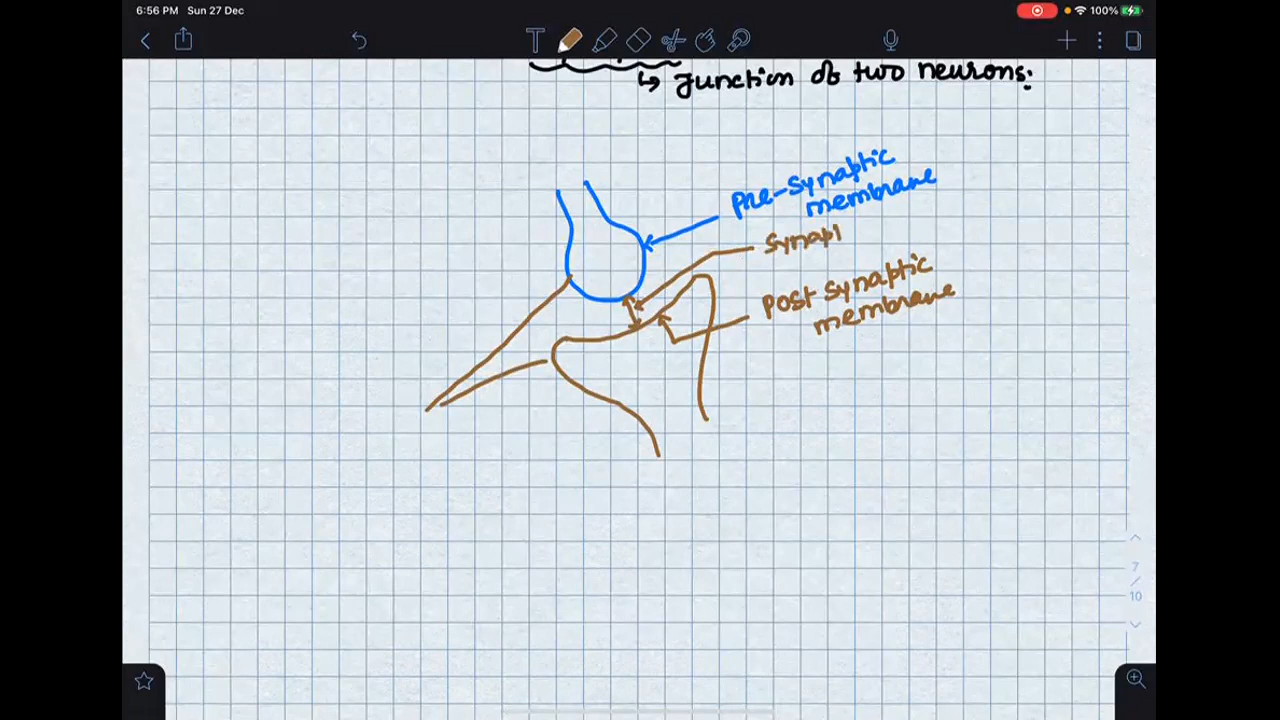 6:56 PM Sun 27 Dec
100%
↳ Junction of two neurons.
Pre-Synaptic
membrane
Synapt
Post Synaptic
membrane
7
/
10